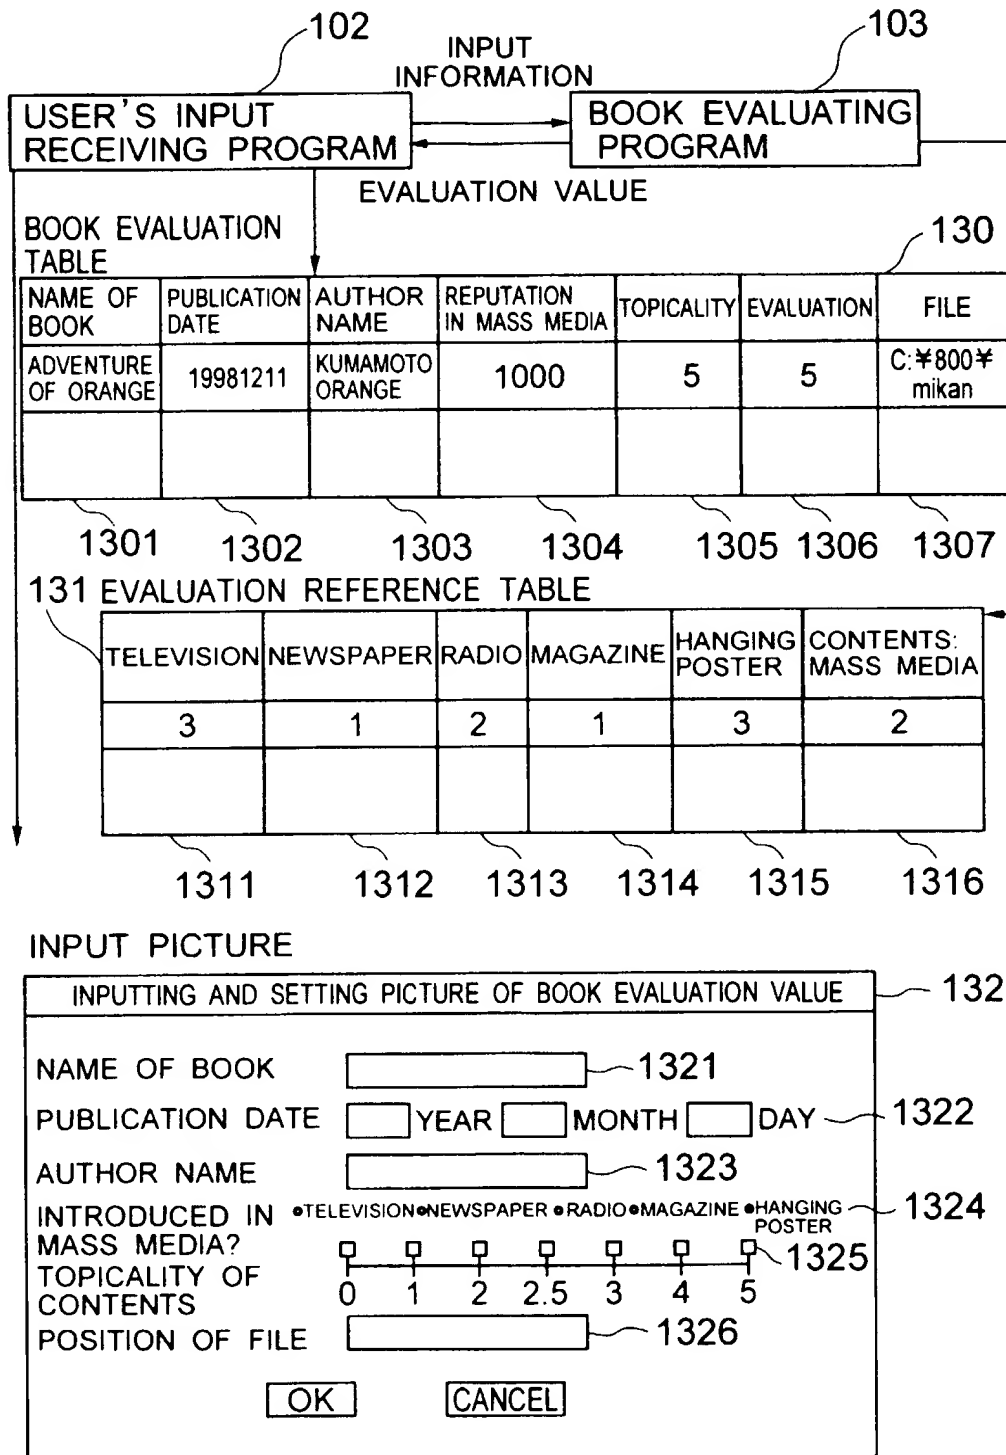 102
INPUT
INFORMATION
103
USER'S INPUT
RECEIVING PROGRAM
BOOK EVALUATING
PROGRAM
EVALUATION VALUE
BOOK EVALUATION
TABLE
130
NAME OF
BOOK
PUBLICATION
DATE
AUTHOR
NAME
REPUTATION
IN MASS MEDIA
TOPICALITY
EVALUATION
FILE
ADVENTURE
OF ORANGE
19981211
KUMAMOTO
ORANGE
1000
5
5
C:¥800¥
mikan
1301
1302
1303
1304
1305
1306
1307
131 EVALUATION REFERENCE TABLE
TELEVISION
NEWSPAPER
RADIO
MAGAZINE
HANGING
POSTER
CONTENTS:
MASS MEDIA
3
1
2
1
3
2
1311
1312
1313
1314
1315
1316
INPUT PICTURE
INPUTTING AND SETTING PICTURE OF BOOK EVALUATION VALUE
132
NAME OF BOOK
1321
PUBLICATION DATE YEAR MONTH DAY
1322
AUTHOR NAME
1323
INTRODUCED IN
MASS MEDIA?
•TELEVISION•NEWSPAPER •RADIO•MAGAZINE •HANGING
POSTER
1324
TOPICALITY OF
CONTENTS
0 1 2 2.5 3 4 5
1325
POSITION OF FILE
1326
OK CANCEL